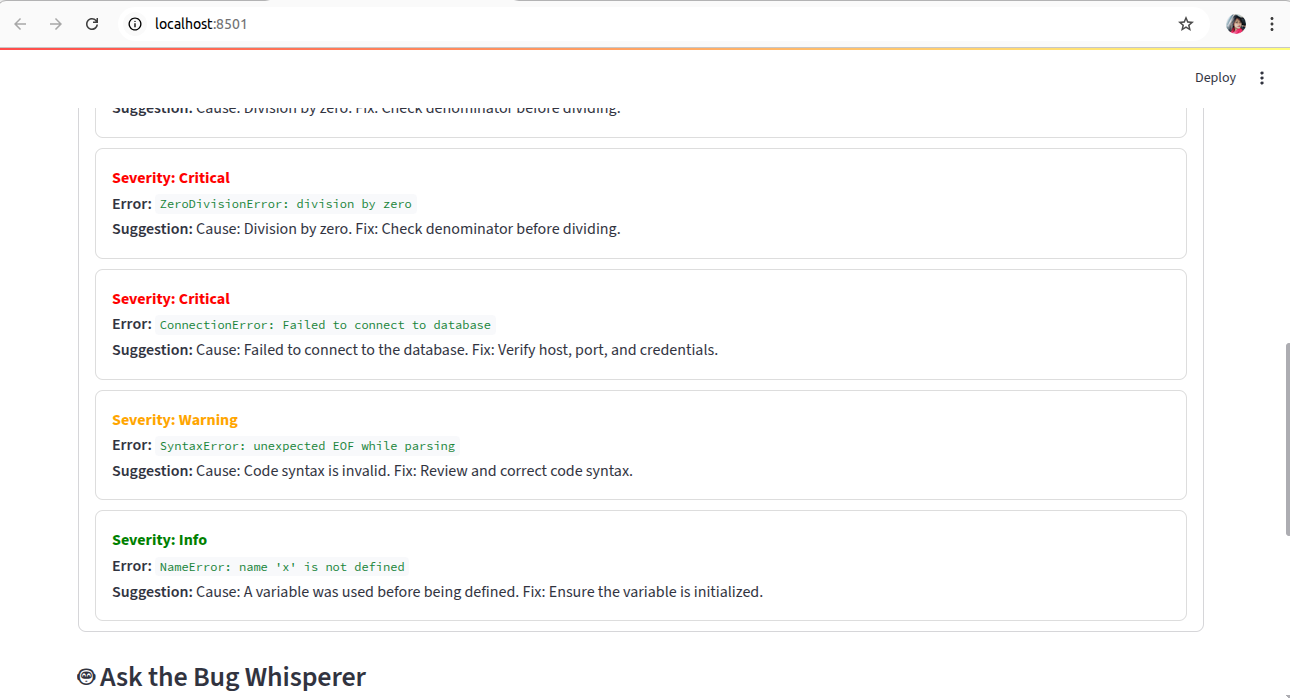 localhost:8501
Deploy
Suggestion: Cause: Division by zero. Fix: Check denominator before dividing.
Severity: Critical
Error: ZeroDivisionError: division by zero
Suggestion: Cause: Division by zero. Fix: Check denominator before dividing.
Severity: Critical
Error: ConnectionError: Failed to connect to database
Suggestion: Cause: Failed to connect to the database. Fix: Verify host, port, and credentials.
Severity: Warning
Error: SyntaxError: unexpected EOF while parsing
Suggestion: Cause: Code syntax is invalid. Fix: Review and correct code syntax.
Severity: Info
Error: NameError: name 'x' is not defined
Suggestion: Cause: A variable was used before being defined. Fix: Ensure the variable is initialized.
Ask the Bug Whisperer